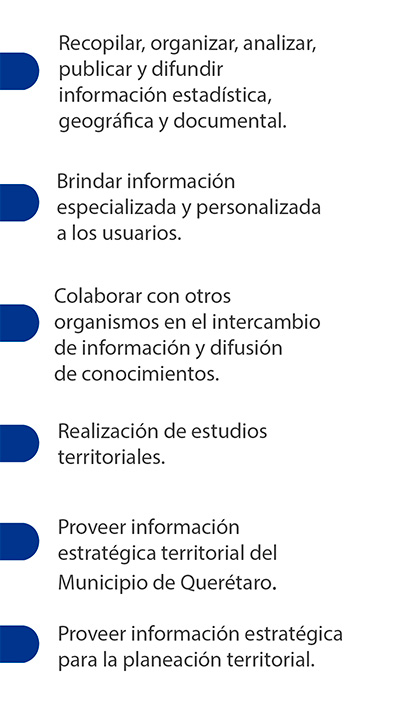 Recopilar, organizar, analizar,
publicar y difundir
información estadística,
geográfica y documental.
Brindar información
especializada y personalizada
a los usuarios.
Colaborar con otros
organismos en el intercambio
de información y difusión
de conocimientos.
Realización de estudios
territoriales.
Proveer información
estratégica territorial del
Municipio de Querétaro.
Proveer información estratégica
para la planeación territorial.